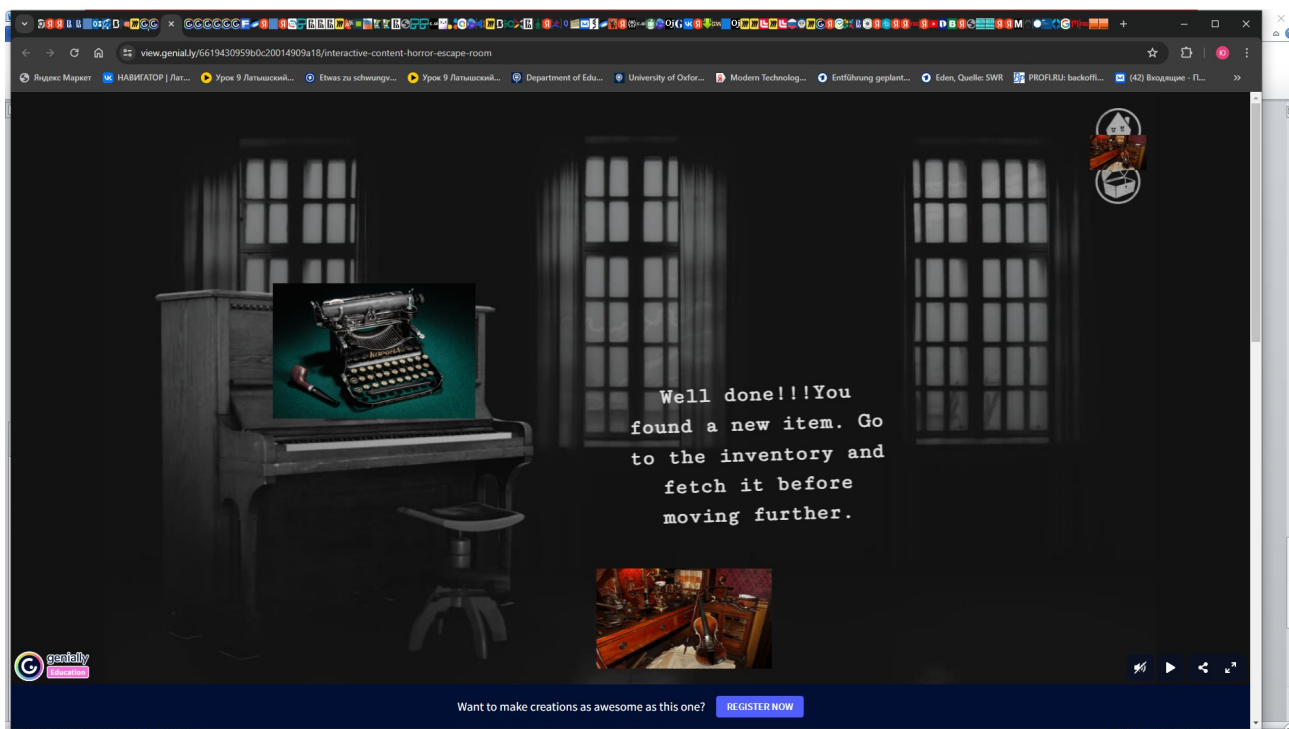 view.genial.ly/6619430959b0c20014909a18/interactive-content-horror-escape-room
Яндекс Маркет
НАВИГАТОР | Лат...
Урок 9 Латышский...
Etwas zu schwungv...
Урок 9 Латышский...
Department of Edu...
University of Oxfor...
Modern Technolog...
Entführung geplant...
Eden, Quelle: SWR
PROFI.RU: backoffi...
(42) Входящие - П...
Well done!!!You
found a new item. Go
to the inventory and
fetch it before
moving further.
genially
Education
Want to make creations as awesome as this one?
REGISTER NOW